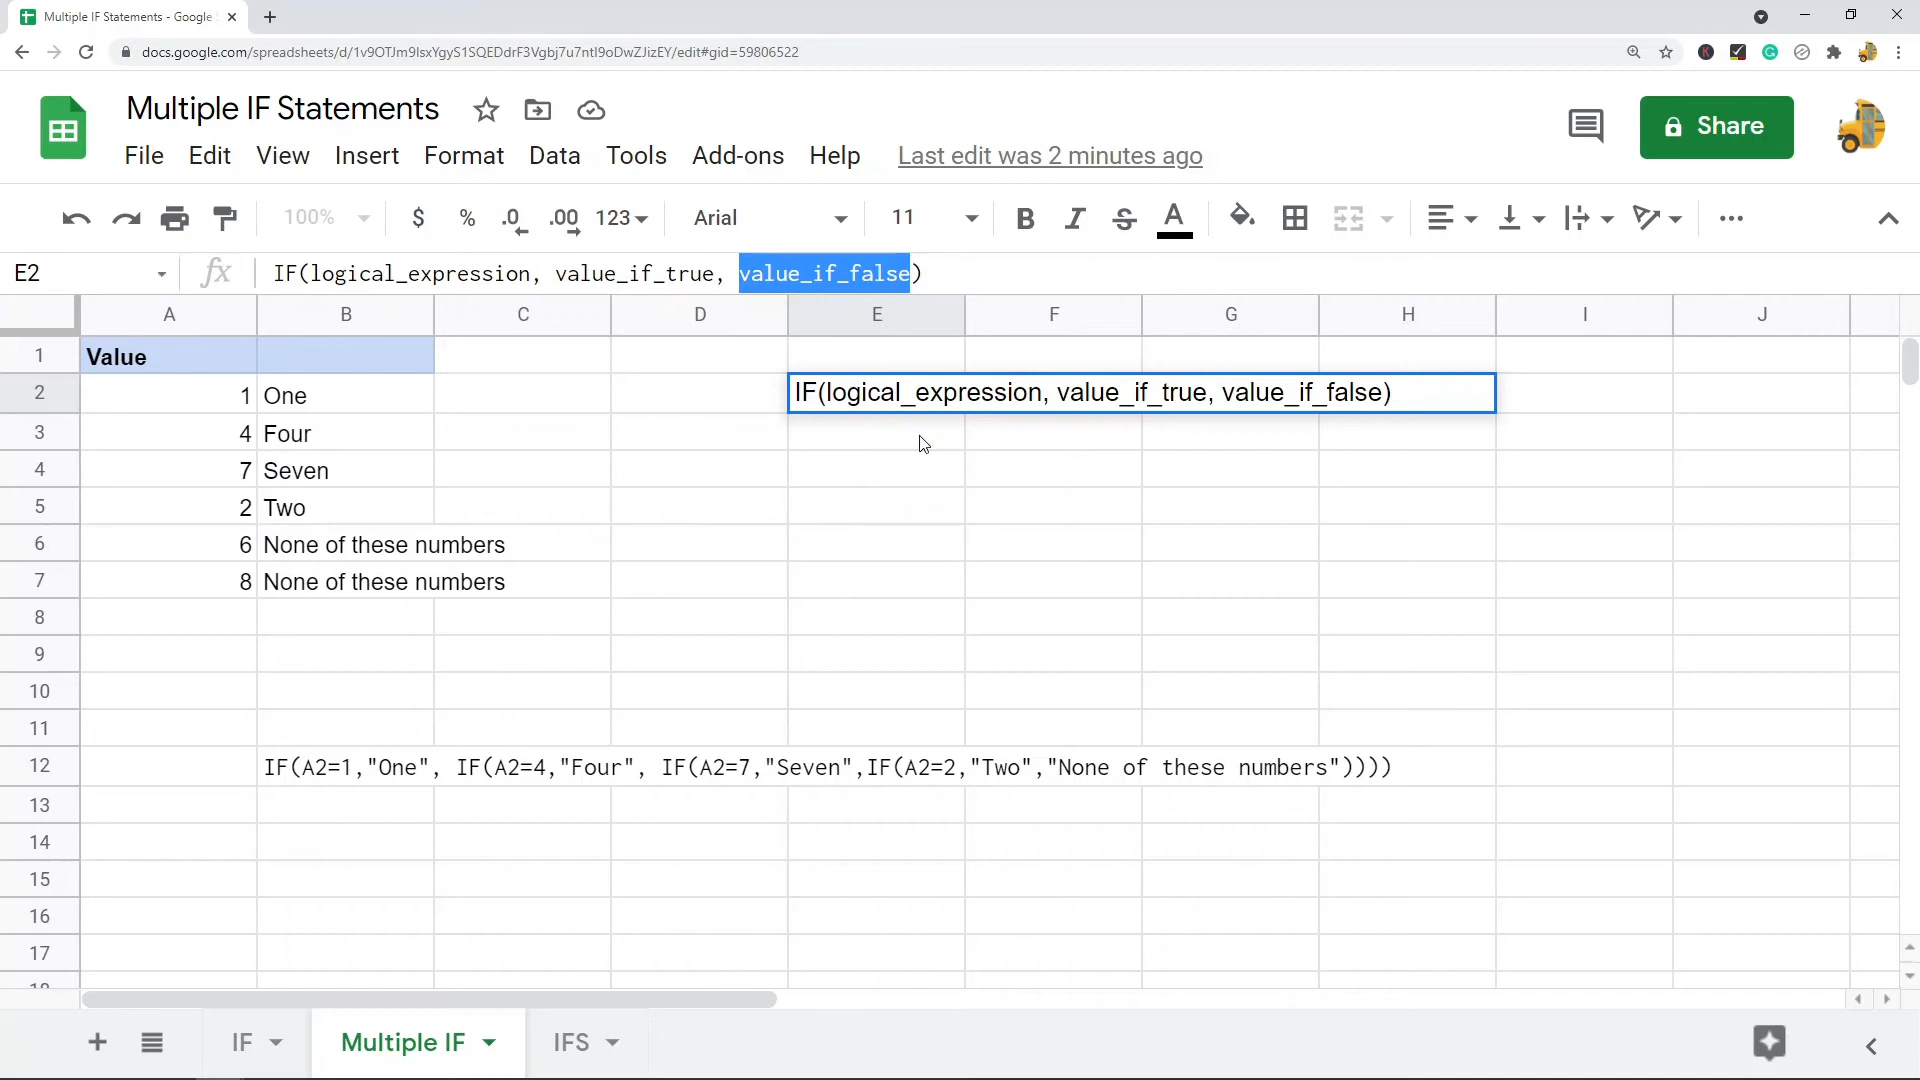 Multiple IF Statements - Google
docs.google.com/spreadsheets/d/
Multiple IF Statements
Share
File Edit View Insert Format Data Tools Add-ons Help Last edit was 2 minutes ago
100% $ % .0 .00 123 Arial 11 B I S A
E2 fx IF(logical_expression, value_if_true, value_if_false)
A B C D E F G H I J
1 Value
2 1 One IF(logical_expression, value_if_true, value_if_false)
3 4 Four
4 7 Seven
5 2 Two
6 6 None of these numbers
7 8 None of these numbers
8
9
10
11
12 IF(A2=1,"One", IF(A2=4,"Four", IF(A2=7,"Seven",IF(A2=2,"Two","None of these numbers"))))
13
14
15
16
17
18
IF Multiple IF IFS